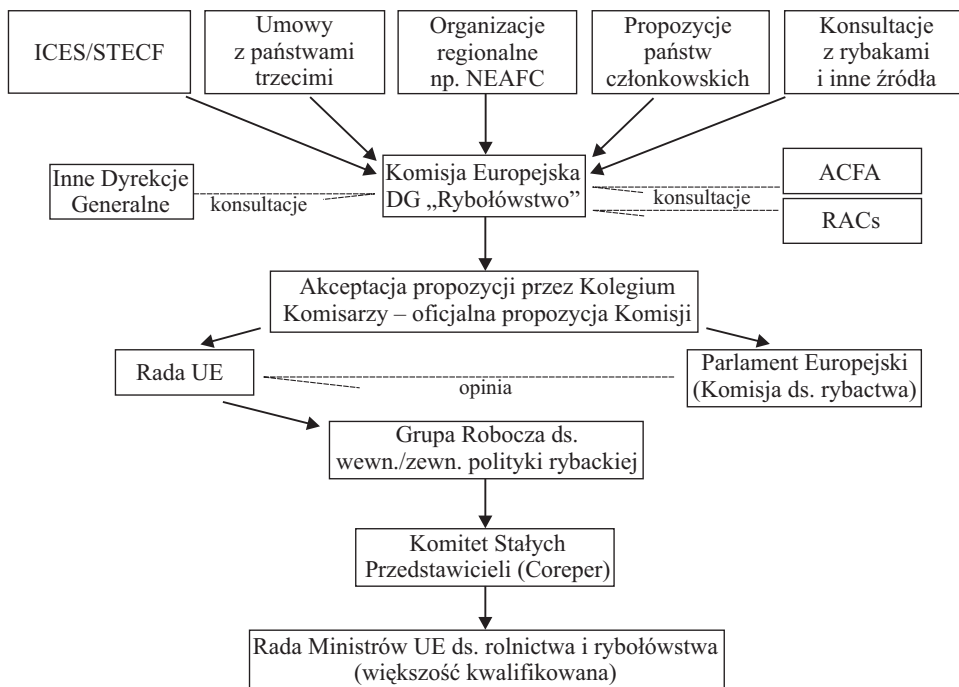 ICES/STECF
Umowy
z państwami
trzecimi
Organizacje
regionalne
np. NEAFC
Propozycje
państw
członkowskich
Konsultacje
z rybakami
i inne źródła
Inne Dyrekcje
Generalne
konsultacje
Komisja Europejska
DG „Rybołówstwo”
konsultacje
ACFA
RACs
Akceptacja propozycji przez Kolegium
Komisarzy – oficjalna propozycja Komisji
Rada UE
opinia
Parlament Europejski
(Komisja ds. rybactwa)
Grupa Robocza ds.
wewn./zewn. polityki rybackiej
Komitet Stałych
Przedstawicieli (Coreper)
Rada Ministrów UE ds. rolnictwa i rybołówstwa
(większość kwalifikowana)